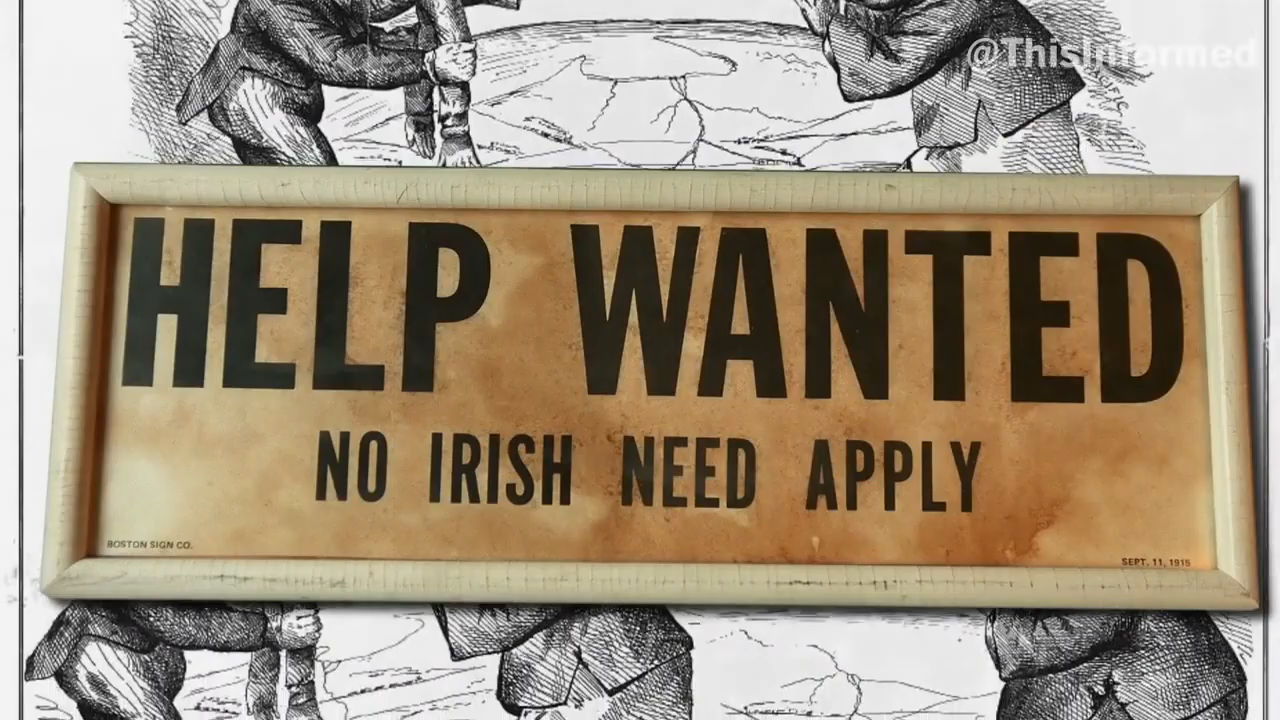 @ThisInformed
HELP WANTED
NO IRISH NEED APPLY
BOSTON SIGN CO.
SEPT. 11, 1915